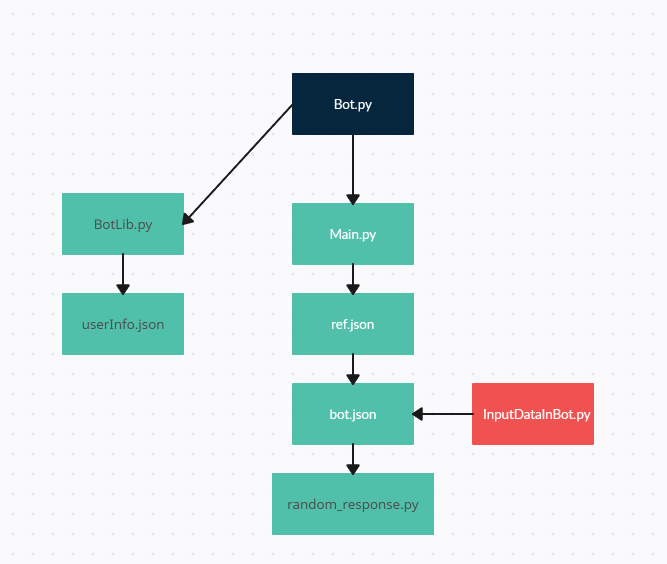 Bot.py
BotLib.py
Main.py
userInfo.json
ref.json
bot.json
InputDataInBot.py
random_response.py